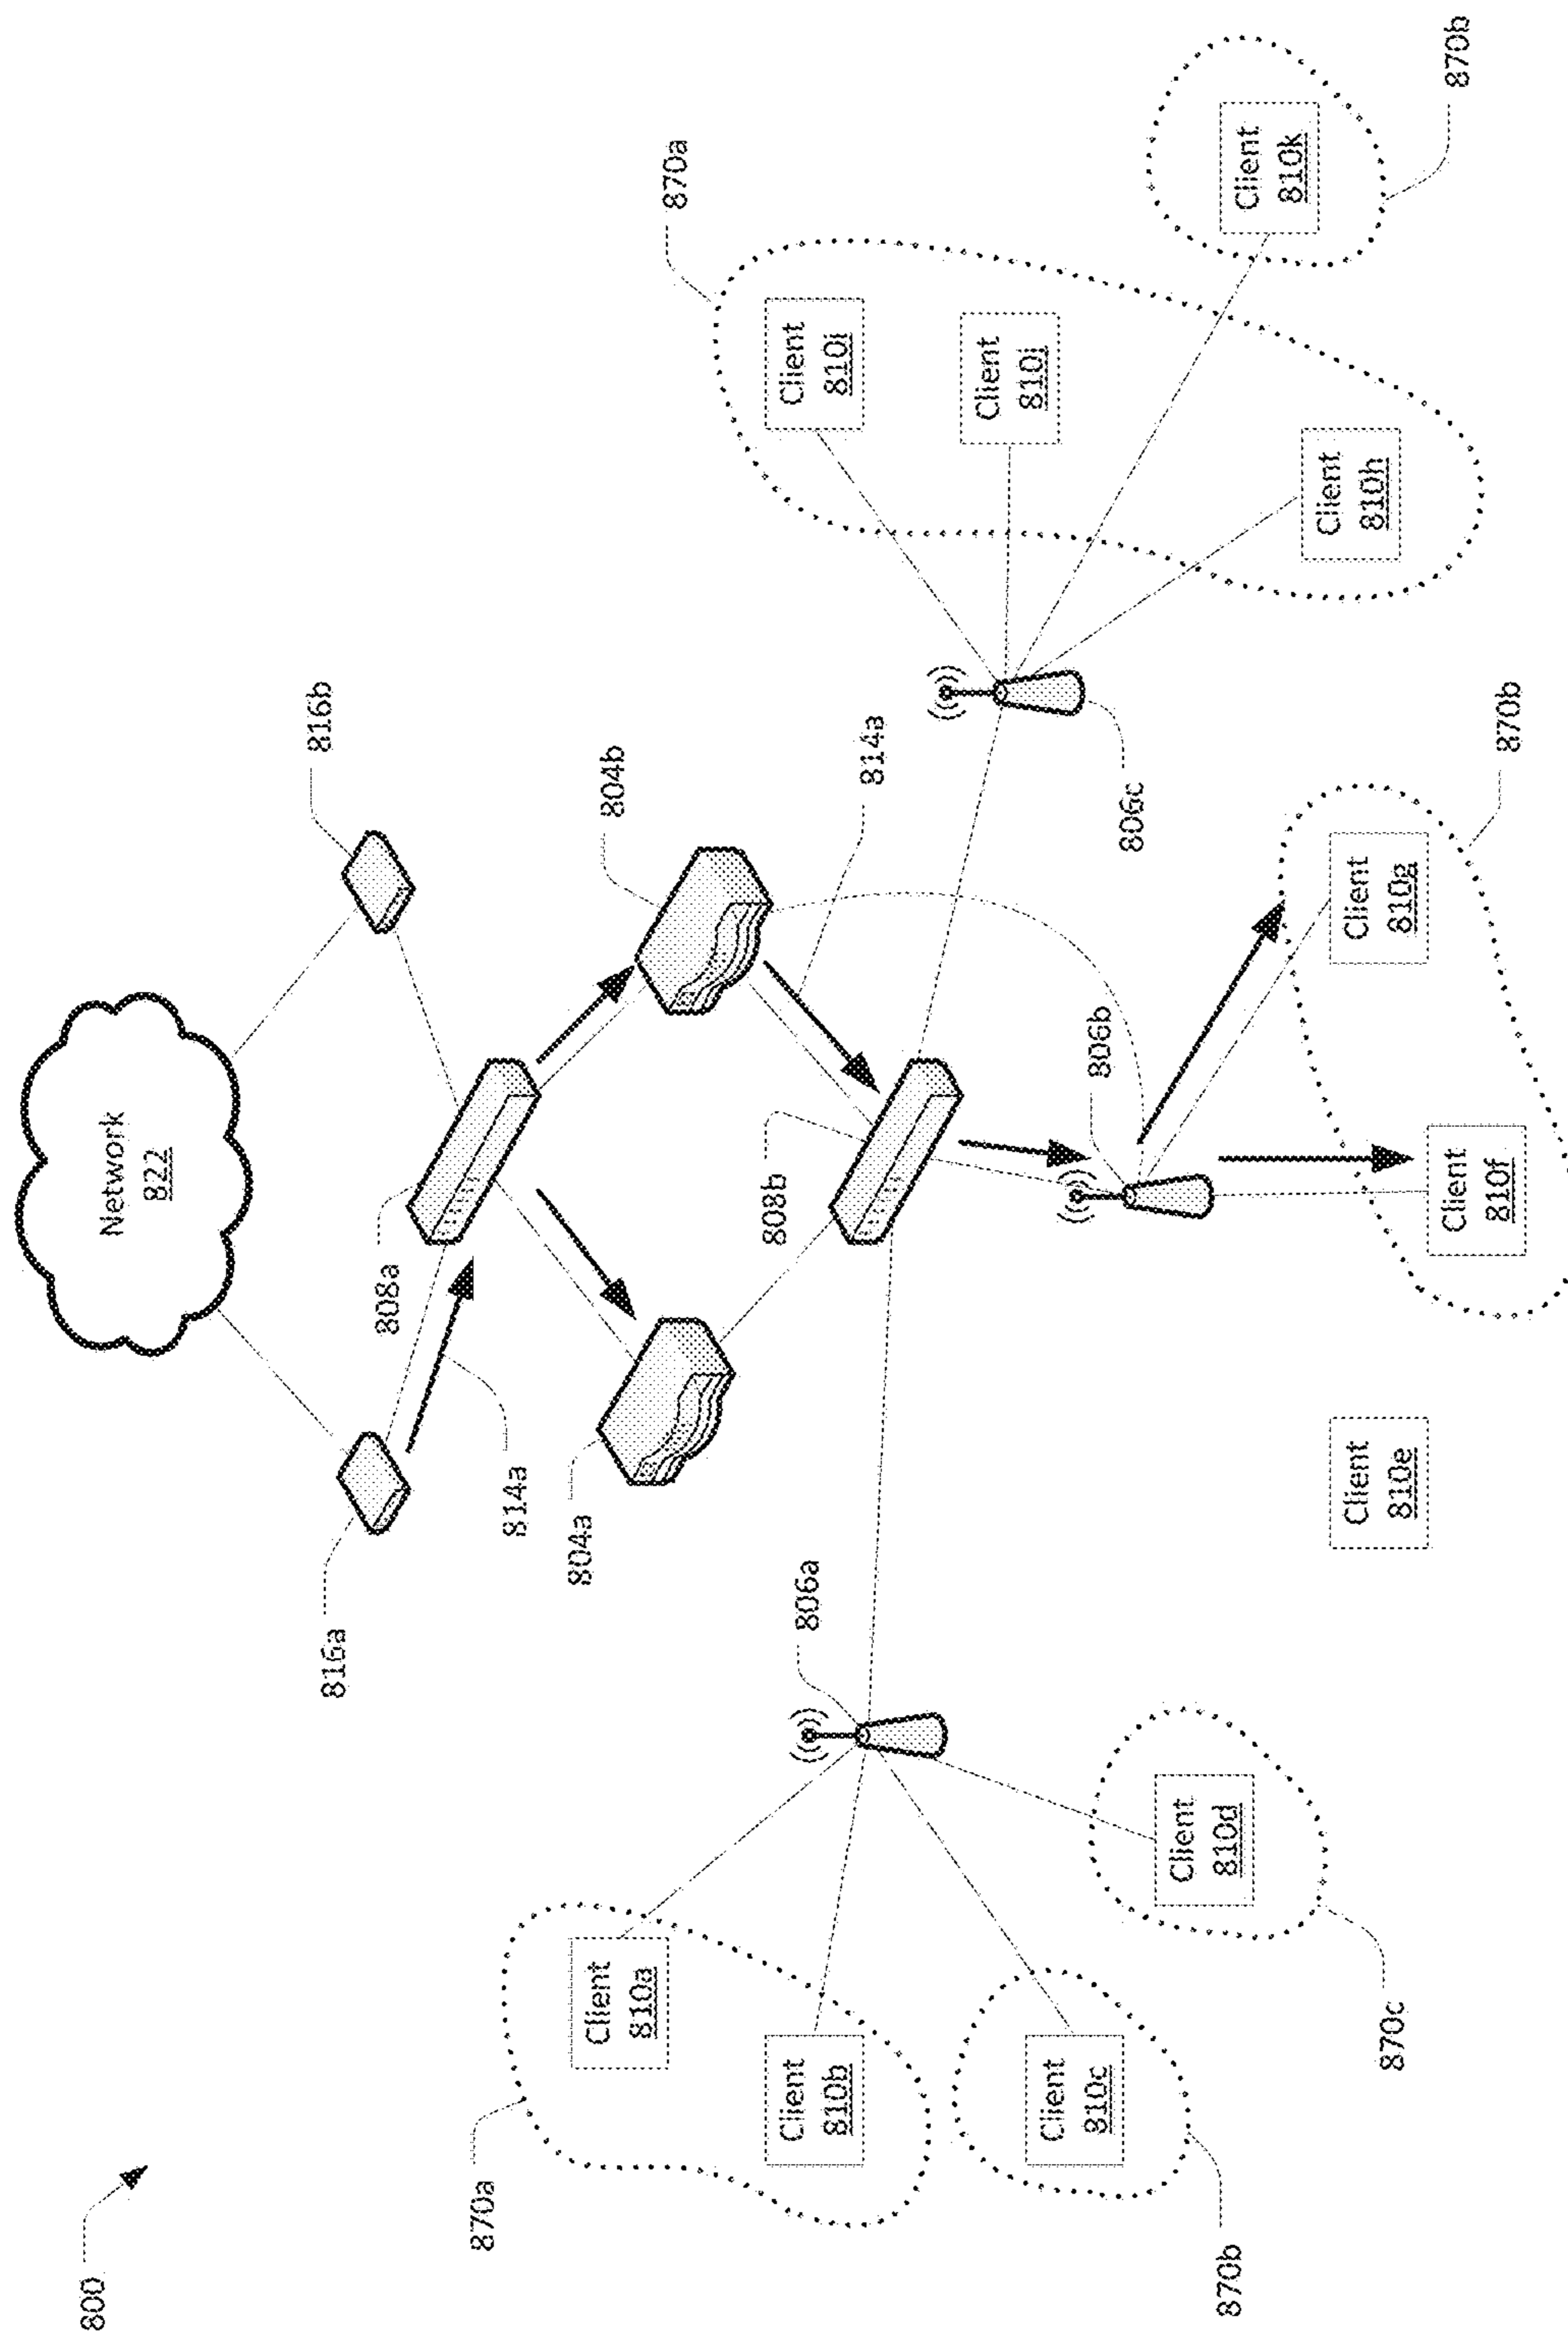 800
Network
822
816a
816b
808a
814a
804a
804b
814a
808b
806a
806b
806c
870a
Client
810a
Client
810b
Client
810c
870b
Client
810d
870c
Client
810e
Client
810f
Client
810g
870b
Client
810h
Client
810i
Client
810j
870a
Client
810k
870b